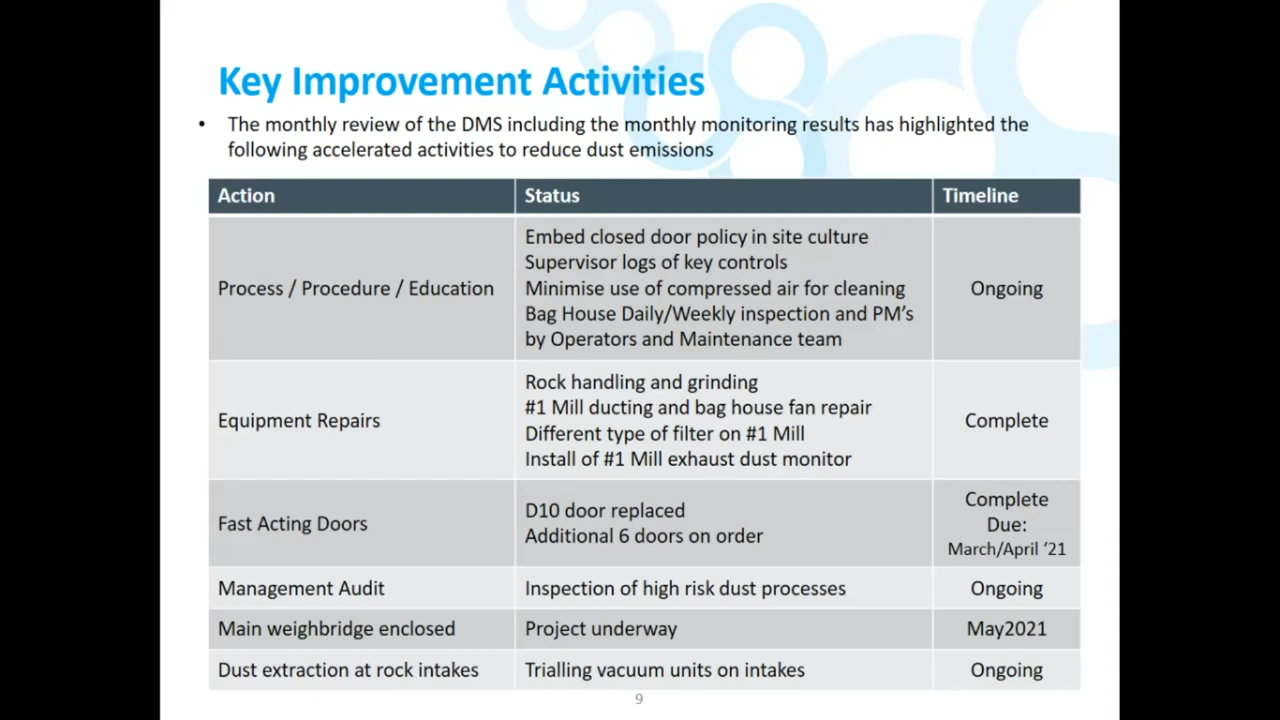 Key Improvement Activities
• The monthly review of the DMS including the monthly monitoring results has highlighted the
following accelerated activities to reduce dust emissions
Action Status Timeline
Process / Procedure / Education
Embed closed door policy in site culture
Supervisor logs of key controls
Minimise use of compressed air for cleaning
Bag House Daily/Weekly inspection and PM's
by Operators and Maintenance team
Ongoing
Equipment Repairs
Rock handling and grinding
#1 Mill ducting and bag house fan repair
Different type of filter on #1 Mill
Install of #1 Mill exhaust dust monitor
Complete
Fast Acting Doors
D10 door replaced
Additional 6 doors on order
Complete
Due:
March/April ‘21
Management Audit Inspection of high risk dust processes Ongoing
Main weighbridge enclosed Project underway May2021
Dust extraction at rock intakes Trialling vacuum units on intakes Ongoing
9